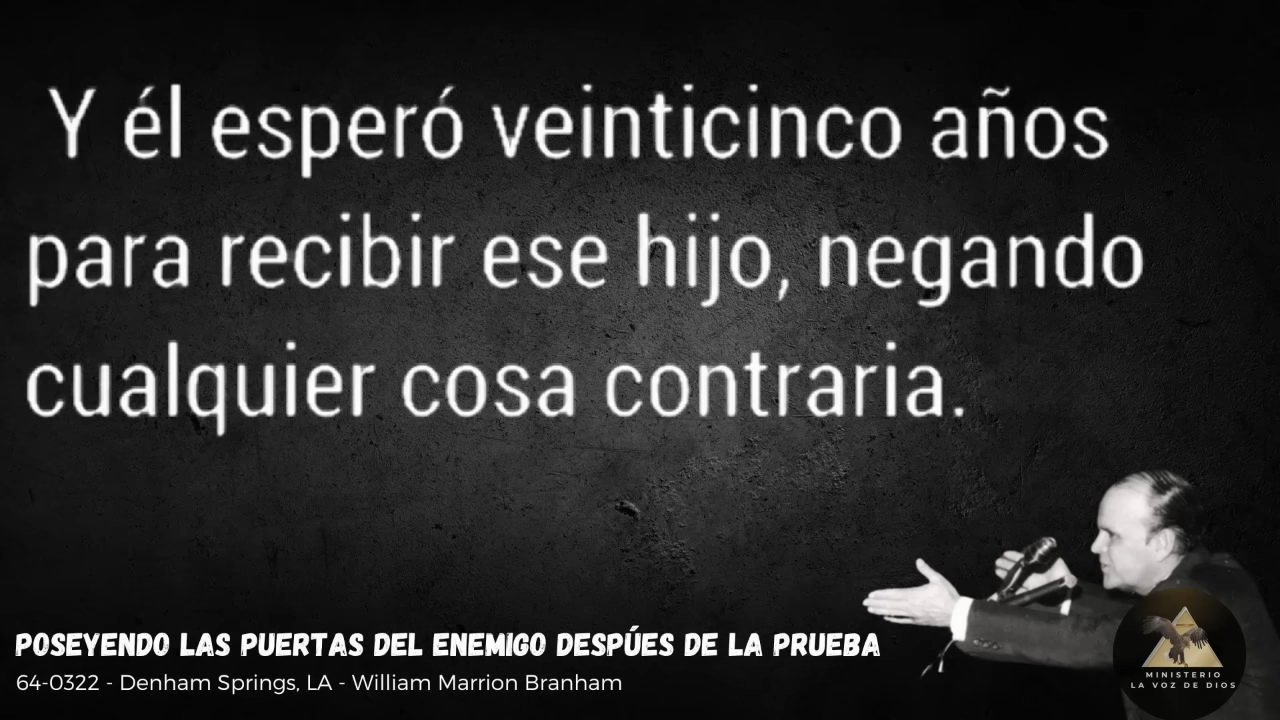 Y él esperó veinticinco años
para recibir ese hijo, negando
cualquier cosa contraria.
POSEYENDO LAS PUERTAS DEL ENEMIGO DESPÚES DE LA PRUEBA
64-0322 - Denham Springs, LA - William Marrion Branham
MINISTERIO
LA VOZ DE DIOS